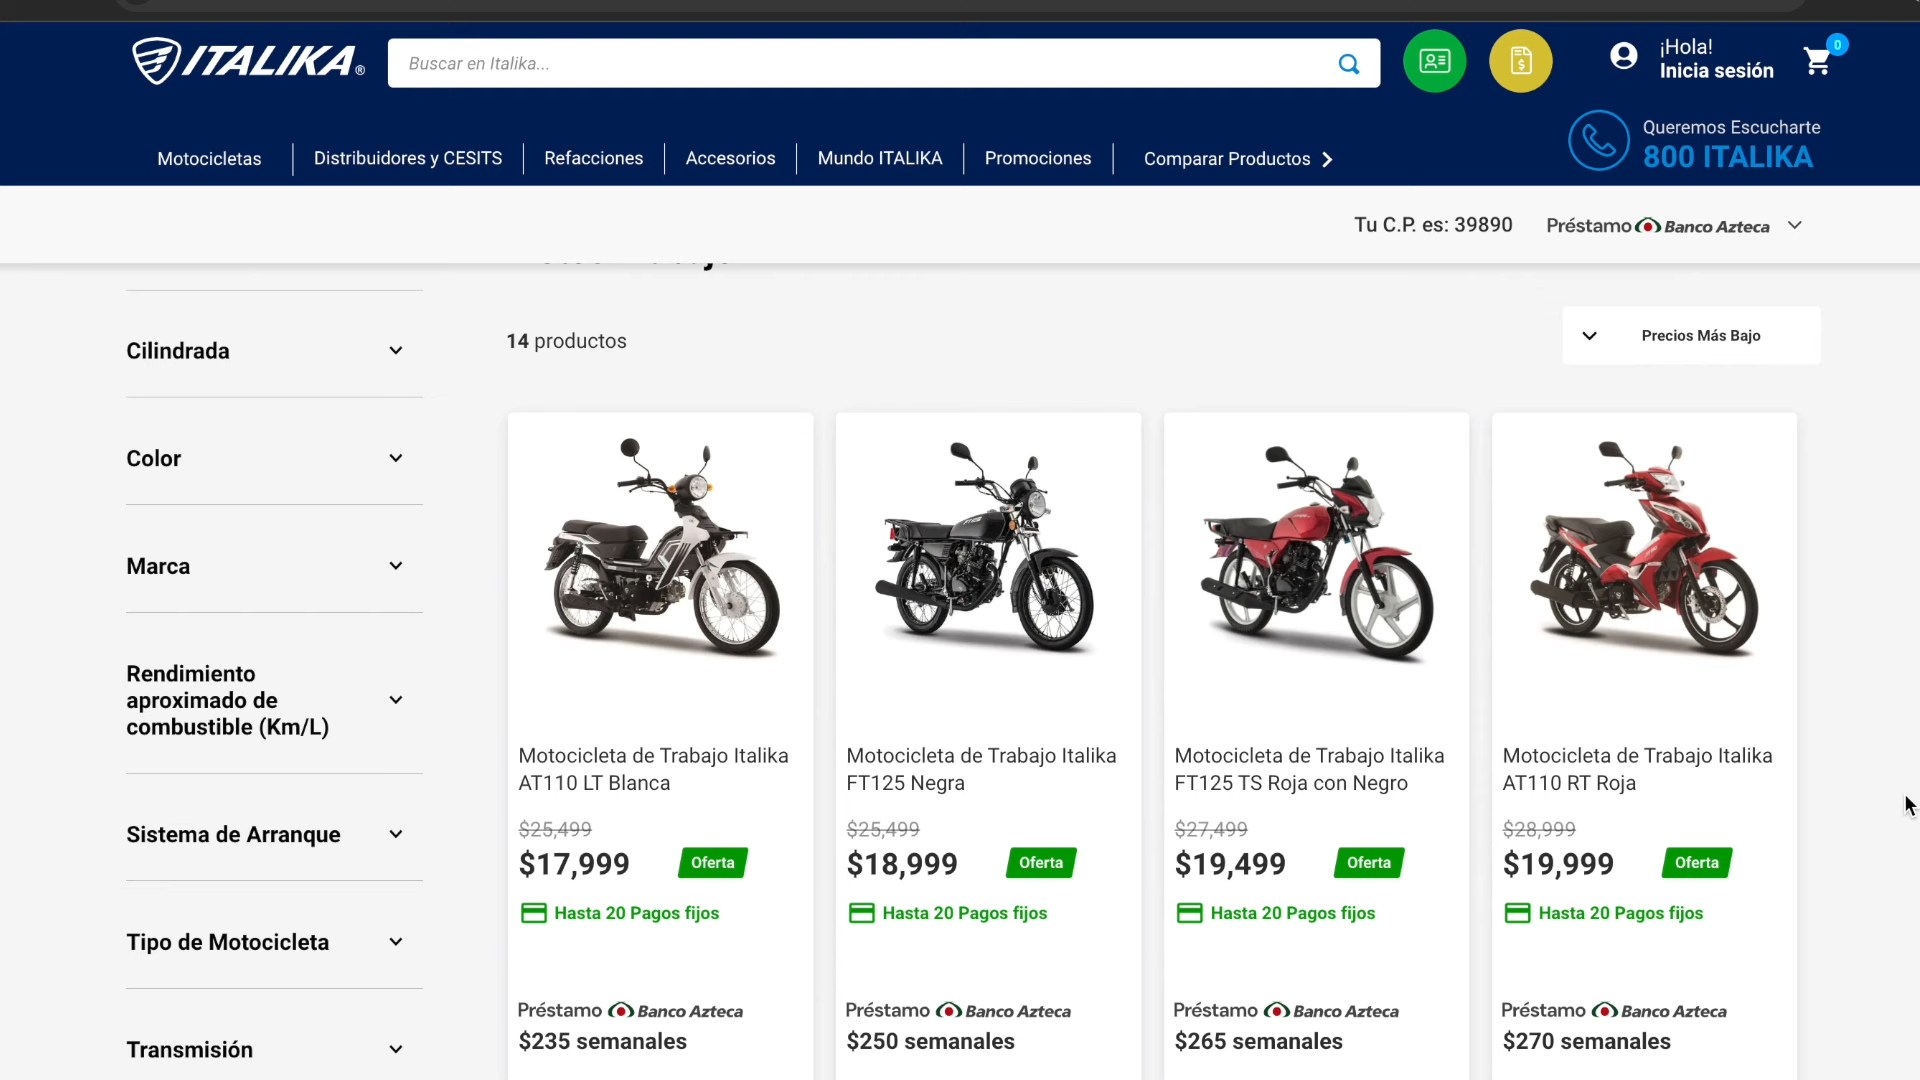 ITALIKA®
Buscar en Italika...
¡Hola!
Inicia sesión
0
Motocicletas
Distribuidores y CESITS
Refacciones
Accesorios
Mundo ITALIKA
Promociones
Comparar Productos
Queremos Escucharte
800 ITALIKA
Tu C.P. es: 39890
Préstamo Banco Azteca
Cilindrada
Color
Marca
Rendimiento
aproximado de
combustible (Km/L)
Sistema de Arranque
Tipo de Motocicleta
Transmisión
14 productos
Precios Más Bajo
Motocicleta de Trabajo Italika
AT110 LT Blanca
$25,499
$17,999
Oferta
Hasta 20 Pagos fijos
Préstamo Banco Azteca
$235 semanales
Motocicleta de Trabajo Italika
FT125 Negra
$25,499
$18,999
Oferta
Hasta 20 Pagos fijos
Préstamo Banco Azteca
$250 semanales
Motocicleta de Trabajo Italika
FT125 TS Roja con Negro
$27,499
$19,499
Oferta
Hasta 20 Pagos fijos
Préstamo Banco Azteca
$265 semanales
Motocicleta de Trabajo Italika
AT110 RT Roja
$28,999
$19,999
Oferta
Hasta 20 Pagos fijos
Préstamo Banco Azteca
$270 semanales